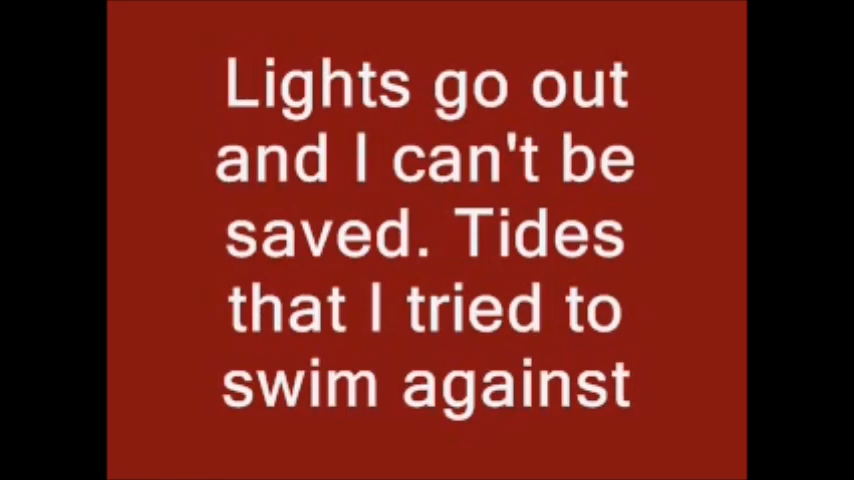 Lights go out
and I can't be
saved. Tides
that I tried to
swim against